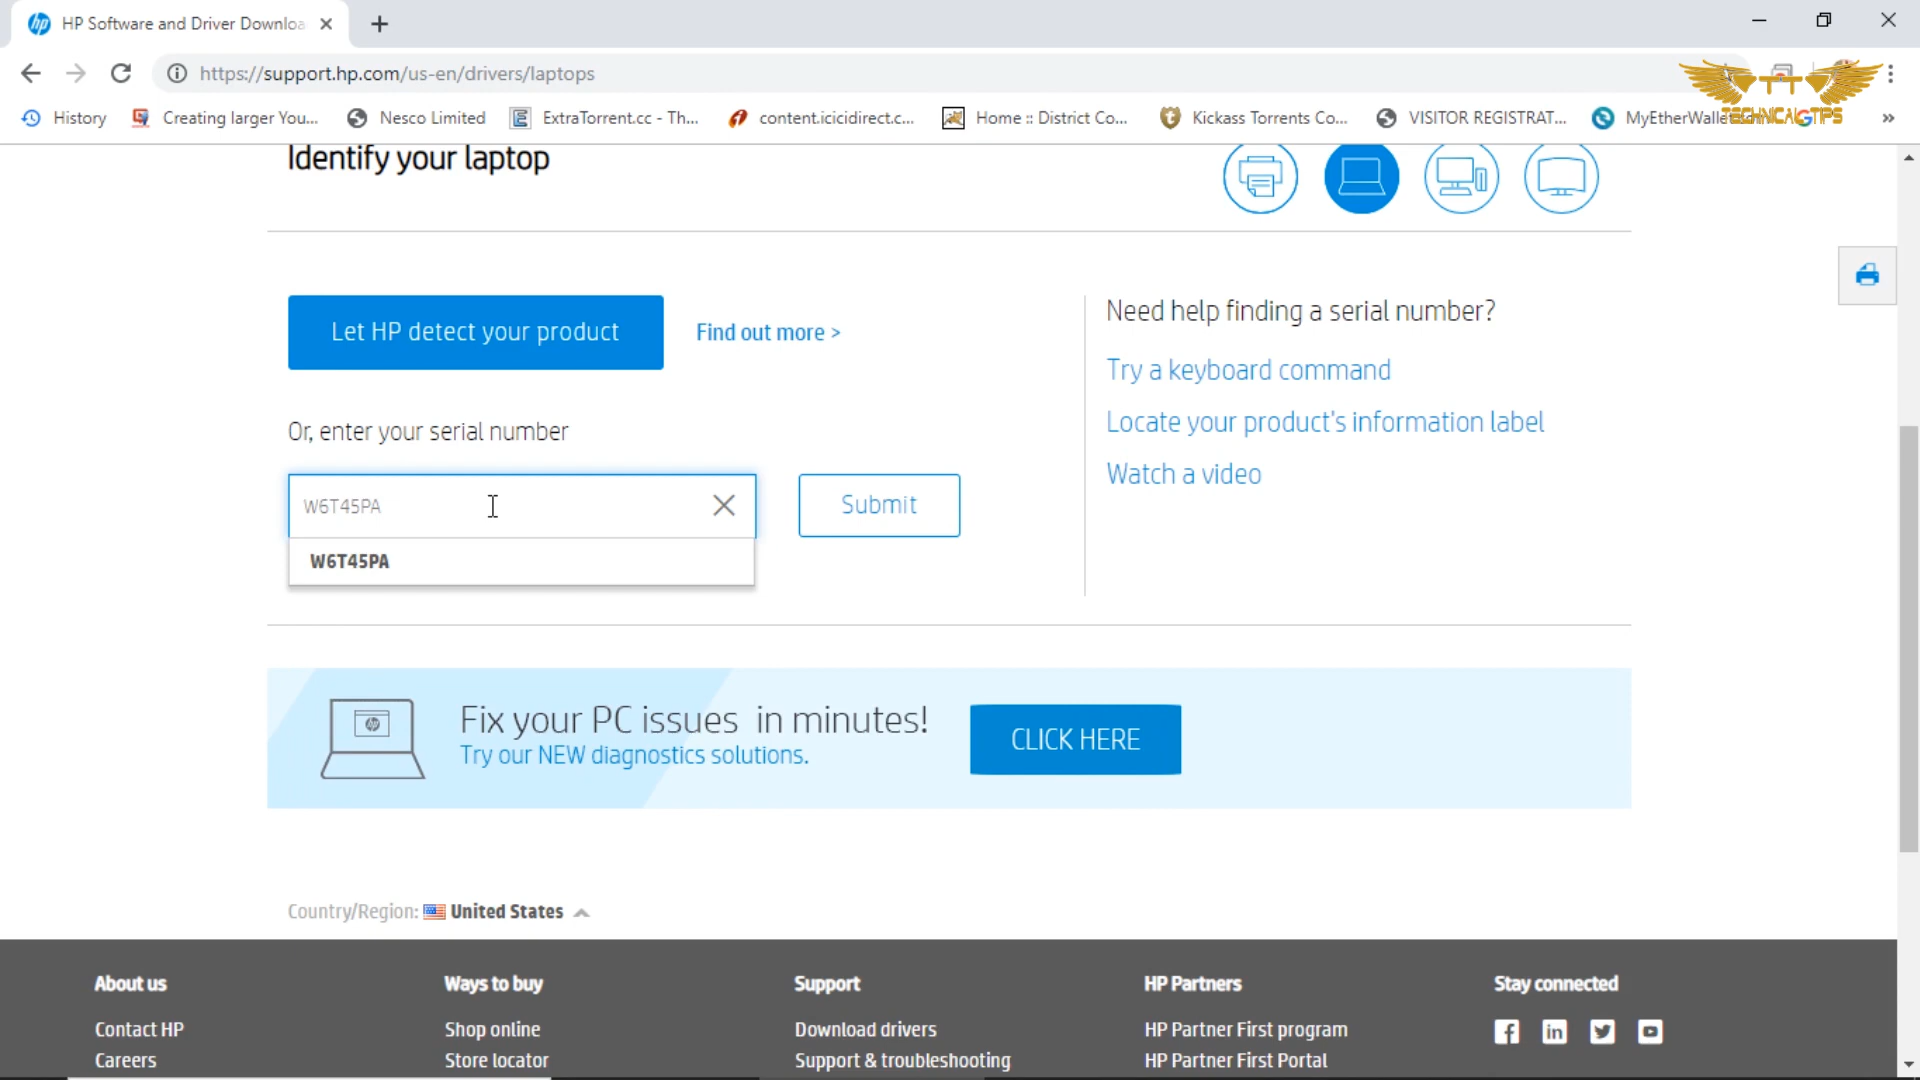 HP Software and Driver Downloa
https://support.hp.com/us-en/drivers/laptops
TT
TECHNICAL TIPS
History
Creating larger You...
Nesco Limited
ExtraTorrent.cc - Th...
content.icicidirect.c...
Home :: District Co...
Kickass Torrents Co...
VISITOR REGISTRAT...
MyEtherWallet
Identify your laptop
Let HP detect your product
Find out more >
Or, enter your serial number
W6T45PA
Submit
W6T45PA
Need help finding a serial number?
Try a keyboard command
Locate your product's information label
Watch a video
Fix your PC issues in minutes!
Try our NEW diagnostics solutions.
CLICK HERE
Country/Region: United States
About us
Contact HP
Careers
Ways to buy
Shop online
Store locator
Support
Download drivers
Support & troubleshooting
HP Partners
HP Partner First program
HP Partner First Portal
Stay connected